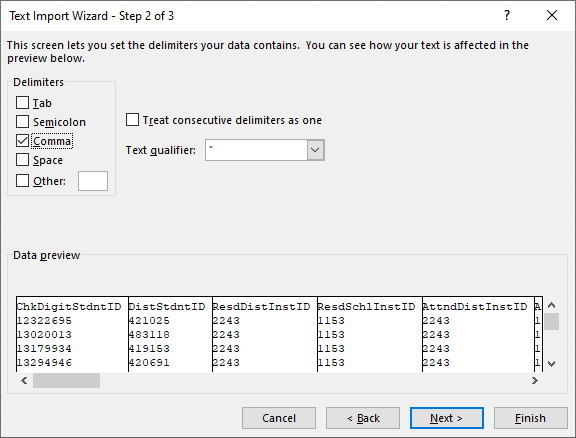 Text Import Wizard - Step 2 of 3
This screen lets you set the delimiters your data contains.  You can see how your text is affected in the
preview below.
Delimiters
Tab
Semicolon
Comma
Space
Other:
Treat consecutive delimiters as one
Text qualifier: "
Data preview
ChkDigitStdntID DistStdntID ResdDistInstID ResdSchlInstID AttndDistInstID A
12322695 421025 2243 1153 2243 1
13020013 483118 2243 1153 2243 1
13179934 419153 2243 1153 2243 1
13294946 420691 2243 1153 2243 1
Cancel < Back Next > Finish